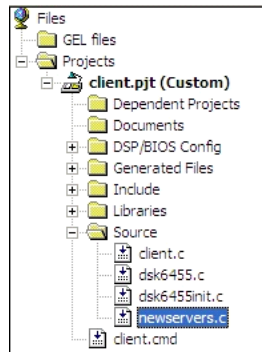 Files
GEL files
Projects
client.pjt (Custom)
Dependent Projects
Documents
DSP/BIOS Config
Generated Files
Include
Libraries
Source
client.c
dsk6455.c
dsk6455init.c
newservers.c
client.cmd